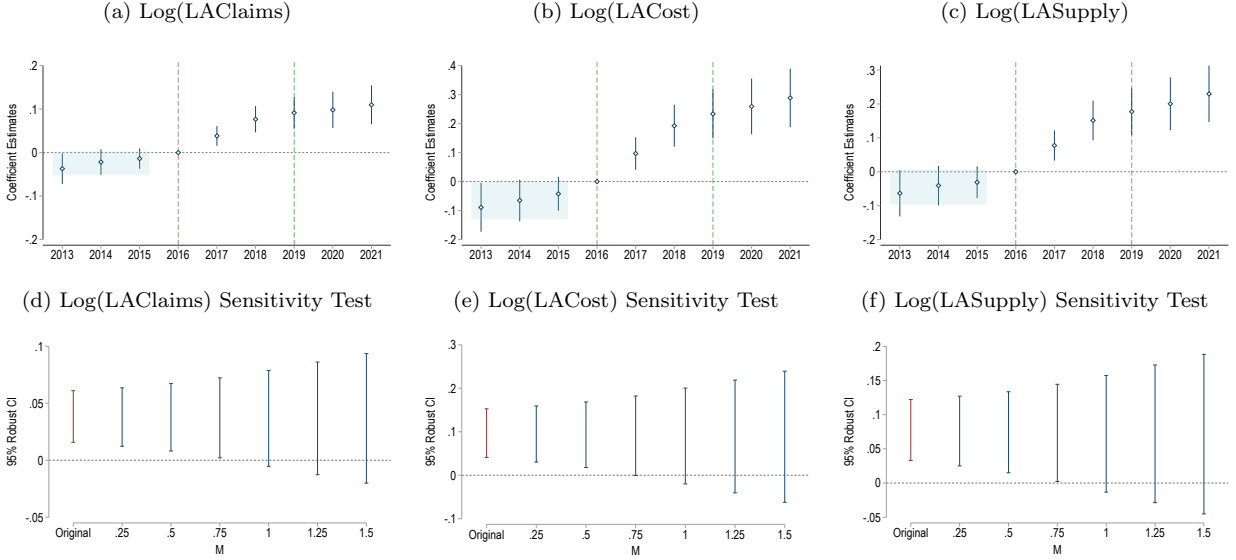 (a) Log(LAClaims)
(b) Log(LACost)
(c) Log(LASupply)
Coefficient Estimates
.2
.1
0
-.1
-.2
2013 2014 2015 2016 2017 2018 2019 2020 2021
Coefficient Estimates
.4
.3
.2
.1
0
-.1
-.2
2013 2014 2015 2016 2017 2018 2019 2020 2021
Coefficient Estimates
.3
.2
.1
0
-.1
-.2
2013 2014 2015 2016 2017 2018 2019 2020 2021
(d) Log(LAClaims) Sensitivity Test
(e) Log(LACost) Sensitivity Test
(f) Log(LASupply) Sensitivity Test
95% Robust CI
.1
.05
0
-.05
Original .25 .5 .75 1 1.25 1.5
M
95% Robust CI
.3
.2
.1
0
-.1
Original .25 .5 .75 1 1.25 1.5
M
95% Robust CI
.2
.15
.1
.05
0
-.05
Original .25 .5 .75 1 1.25 1.5
M